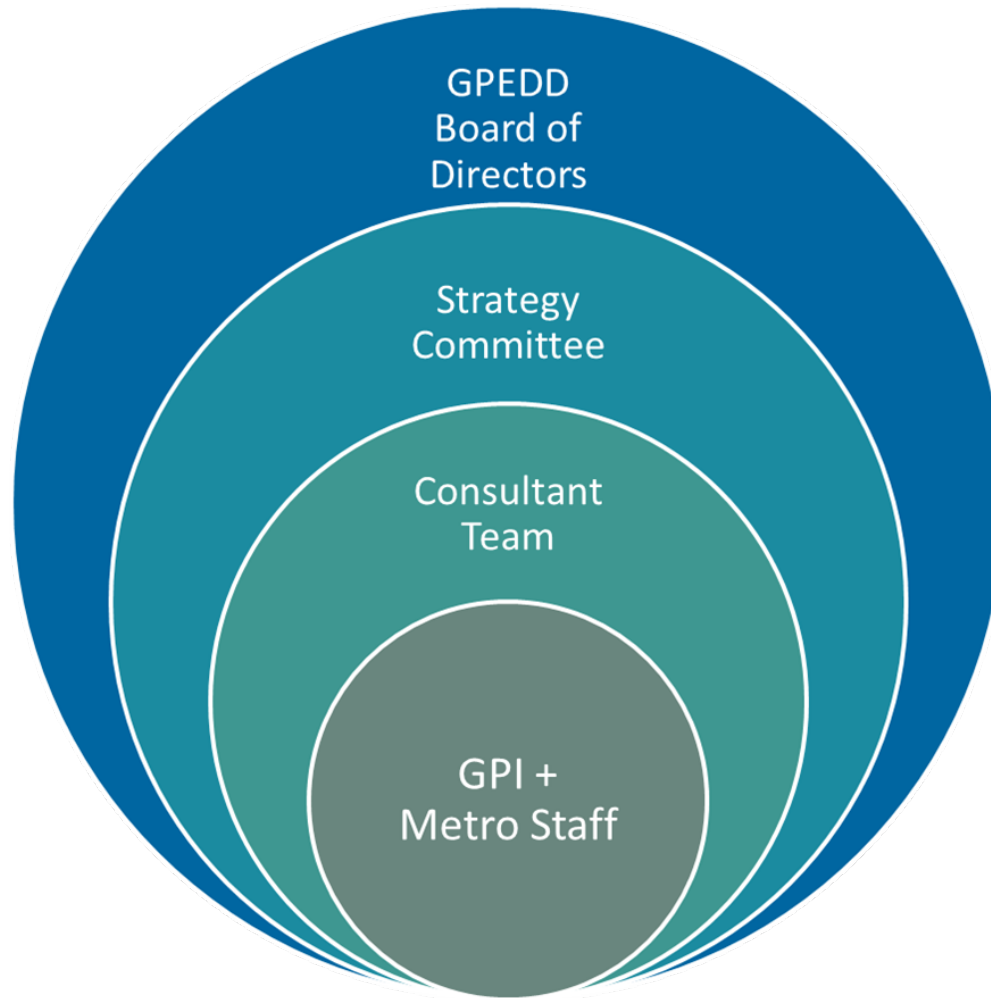 GPEDD
Board of
Directors
Strategy
Committee
Consultant
Team
GPI +
Metro Staff